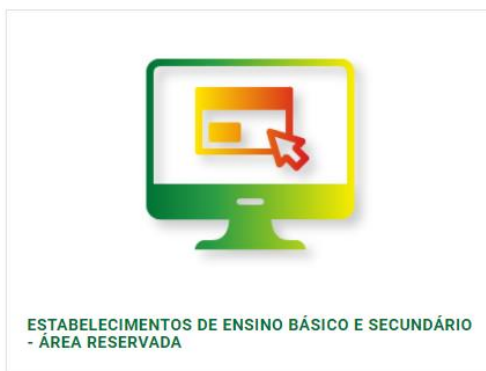 ESTABELECIMENTOS DE ENSINO BÁSICO E SECUNDÁRIO
- ÁREA RESERVADA